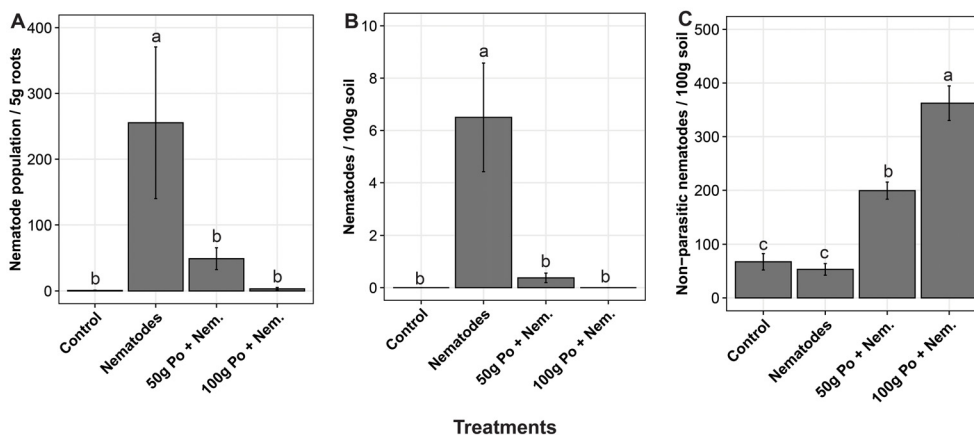 A
Nematode population / 5g roots
400
300
200
100
0
b
a
b
b
Control
Nematodes
50g Po + Nem.
100g Po + Nem.
B
Nematodes / 100g soil
10
8
6
4
2
0
b
a
b
b
Control
Nematodes
50g Po + Nem.
100g Po + Nem.
C
Non−parasitic nematodes / 100g soil
500
400
300
200
100
0
c
c
b
a
Control
Nematodes
50g Po + Nem.
100g Po + Nem.
Treatments